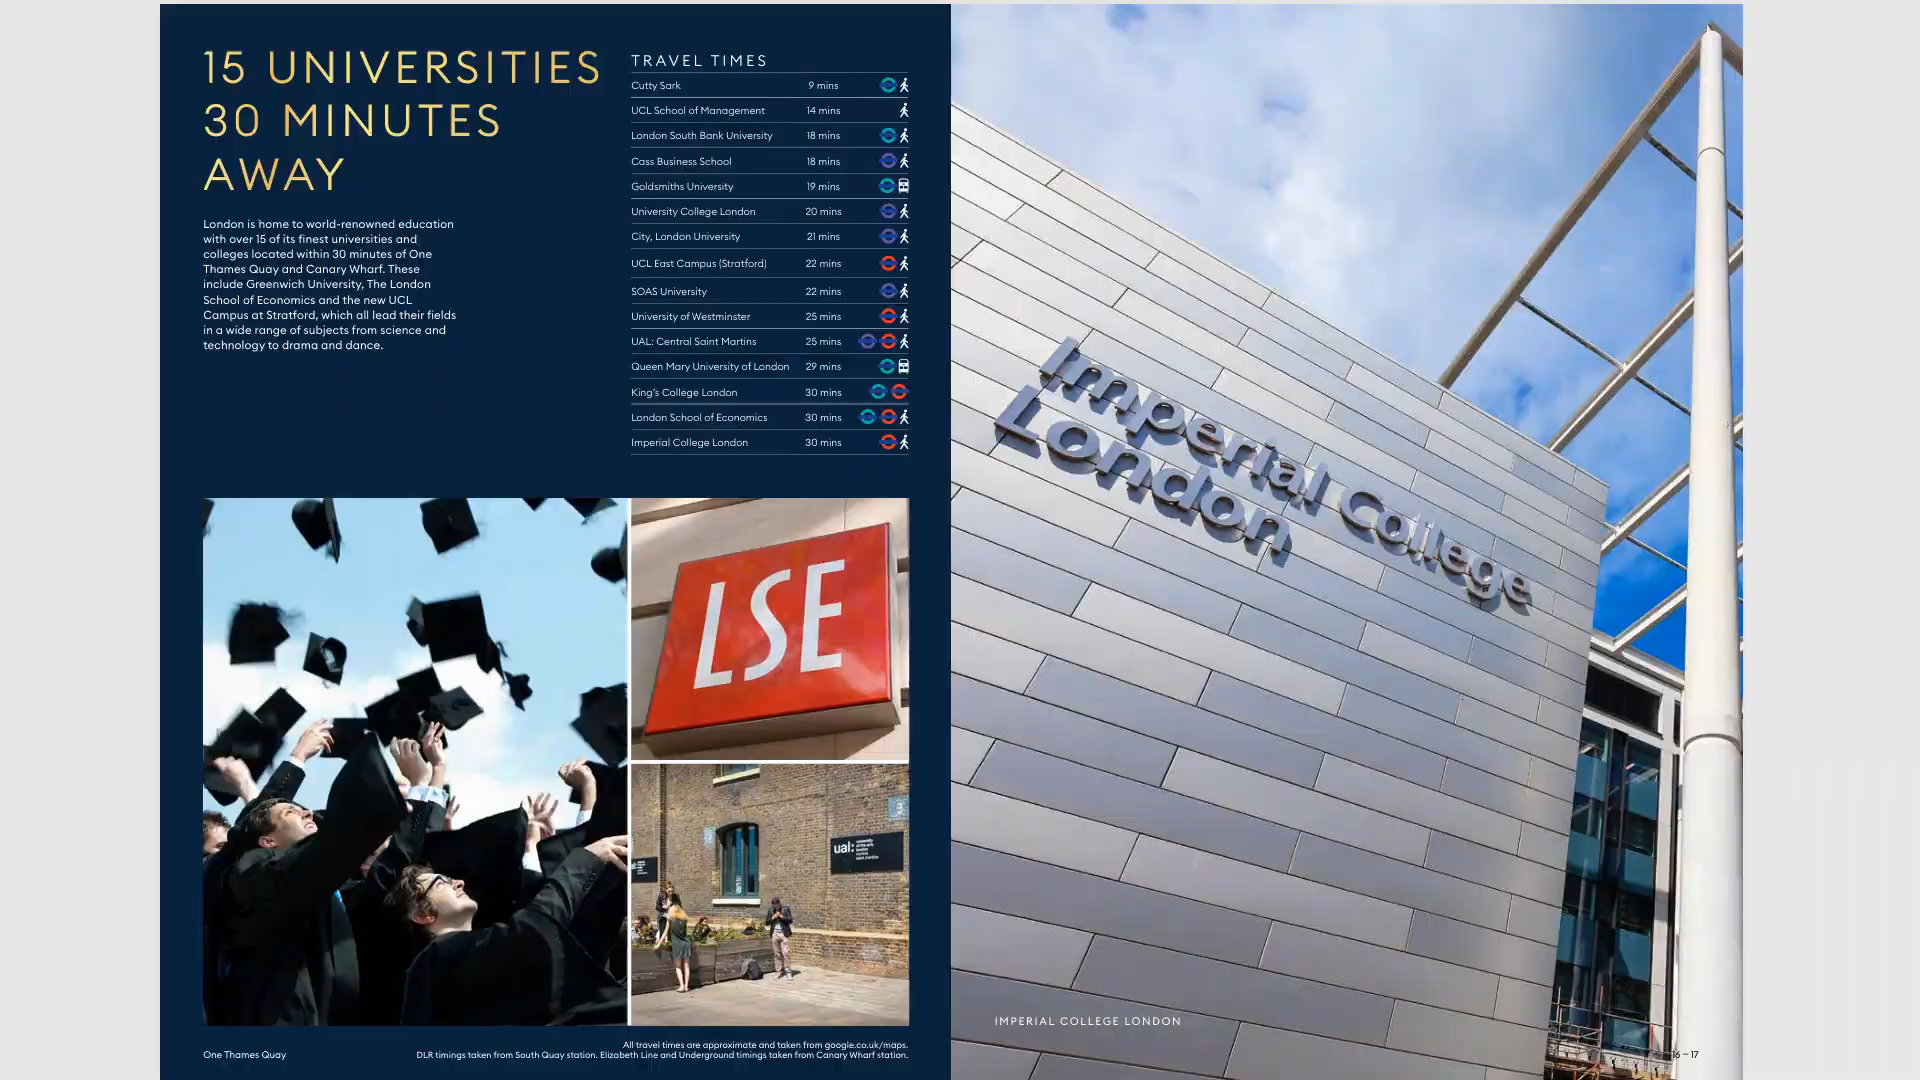 15 UNIVERSITIES
30 MINUTES
AWAY
London is home to world-renowned education
with over 15 of its finest universities and
colleges located within 30 minutes of One
Thames Quay and Canary Wharf. These
include Greenwich University, The London
School of Economics and the new UCL
Campus at Stratford, which all lead their fields
in a wide range of subjects from science and
technology to drama and dance.
TRAVEL TIMES
Cutty Sark 9 mins
UCL School of Management 14 mins
London South Bank University 18 mins
Cass Business School 18 mins
Goldsmiths University 19 mins
University College London 20 mins
City, London University 21 mins
UCL East Campus (Stratford) 22 mins
SOAS University 22 mins
University of Westminster 25 mins
UAL: Central Saint Martins 25 mins
Queen Mary University of London 29 mins
King's College London 30 mins
London School of Economics 30 mins
Imperial College London 30 mins
LSE
ual:
All travel times are approximate and taken from google.co.uk/maps.
DLR timings taken from South Quay station. Elizabeth Line and Underground timings taken from Canary Wharf station.
One Thames Quay
Imperial College
London
IMPERIAL COLLEGE LONDON
16 – 17